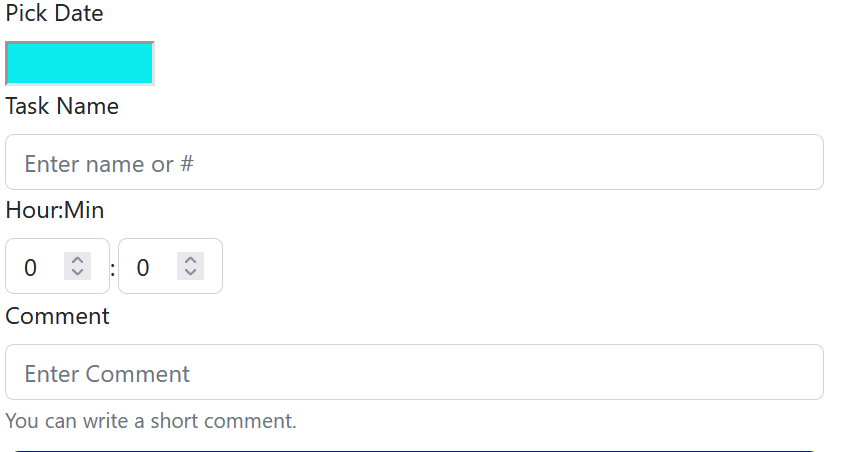 Pick Date
Task Name
Enter name or #
Hour:Min
0 : 0
Comment
Enter Comment
You can write a short comment.